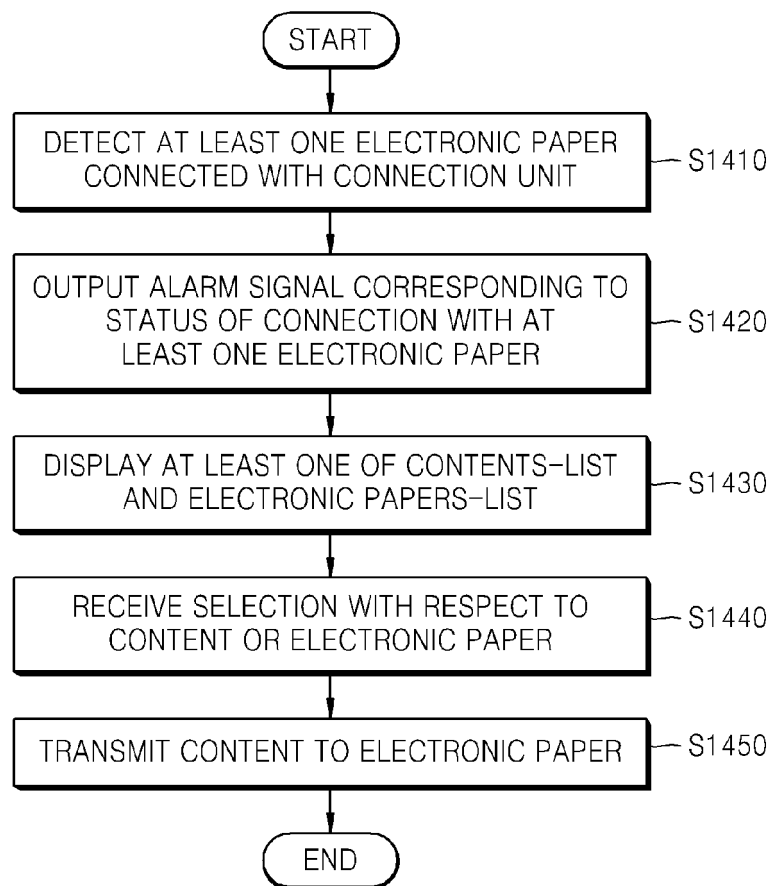 START
DETECT AT LEAST ONE ELECTRONIC PAPER
CONNECTED WITH CONNECTION UNIT
S1410
OUTPUT ALARM SIGNAL CORRESPONDING TO
STATUS OF CONNECTION WITH AT
LEAST ONE ELECTRONIC PAPER
S1420
DISPLAY AT LEAST ONE OF CONTENTS-LIST
AND ELECTRONIC PAPERS-LIST
S1430
RECEIVE SELECTION WITH RESPECT TO
CONTENT OR ELECTRONIC PAPER
S1440
TRANSMIT CONTENT TO ELECTRONIC PAPER
S1450
END